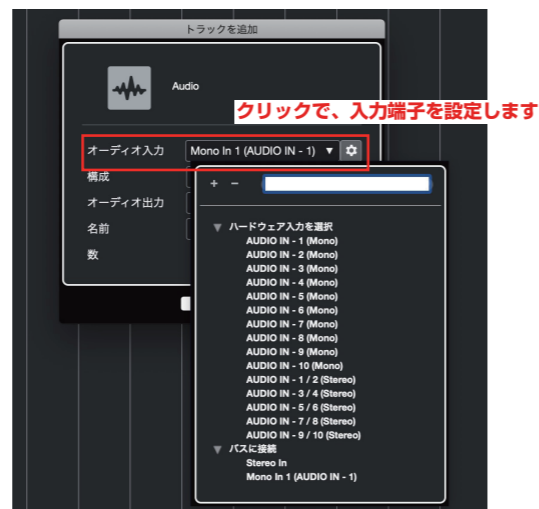 トラックを追加
Audio
クリックで、入力端子を設定します
オーディオ入力 Mono In 1 (AUDIO IN - 1) ▼
構成
オーディオ出力
名前
数
+ −
▼ ハードウェア入力を選択
AUDIO IN - 1 (Mono)
AUDIO IN - 2 (Mono)
AUDIO IN - 3 (Mono)
AUDIO IN - 4 (Mono)
AUDIO IN - 5 (Mono)
AUDIO IN - 6 (Mono)
AUDIO IN - 7 (Mono)
AUDIO IN - 8 (Mono)
AUDIO IN - 9 (Mono)
AUDIO IN - 10 (Mono)
AUDIO IN - 1 / 2 (Stereo)
AUDIO IN - 3 / 4 (Stereo)
AUDIO IN - 5 / 6 (Stereo)
AUDIO IN - 7 / 8 (Stereo)
AUDIO IN - 9 / 10 (Stereo)
▼ バスに接続
Stereo In
Mono In 1 (AUDIO IN - 1)